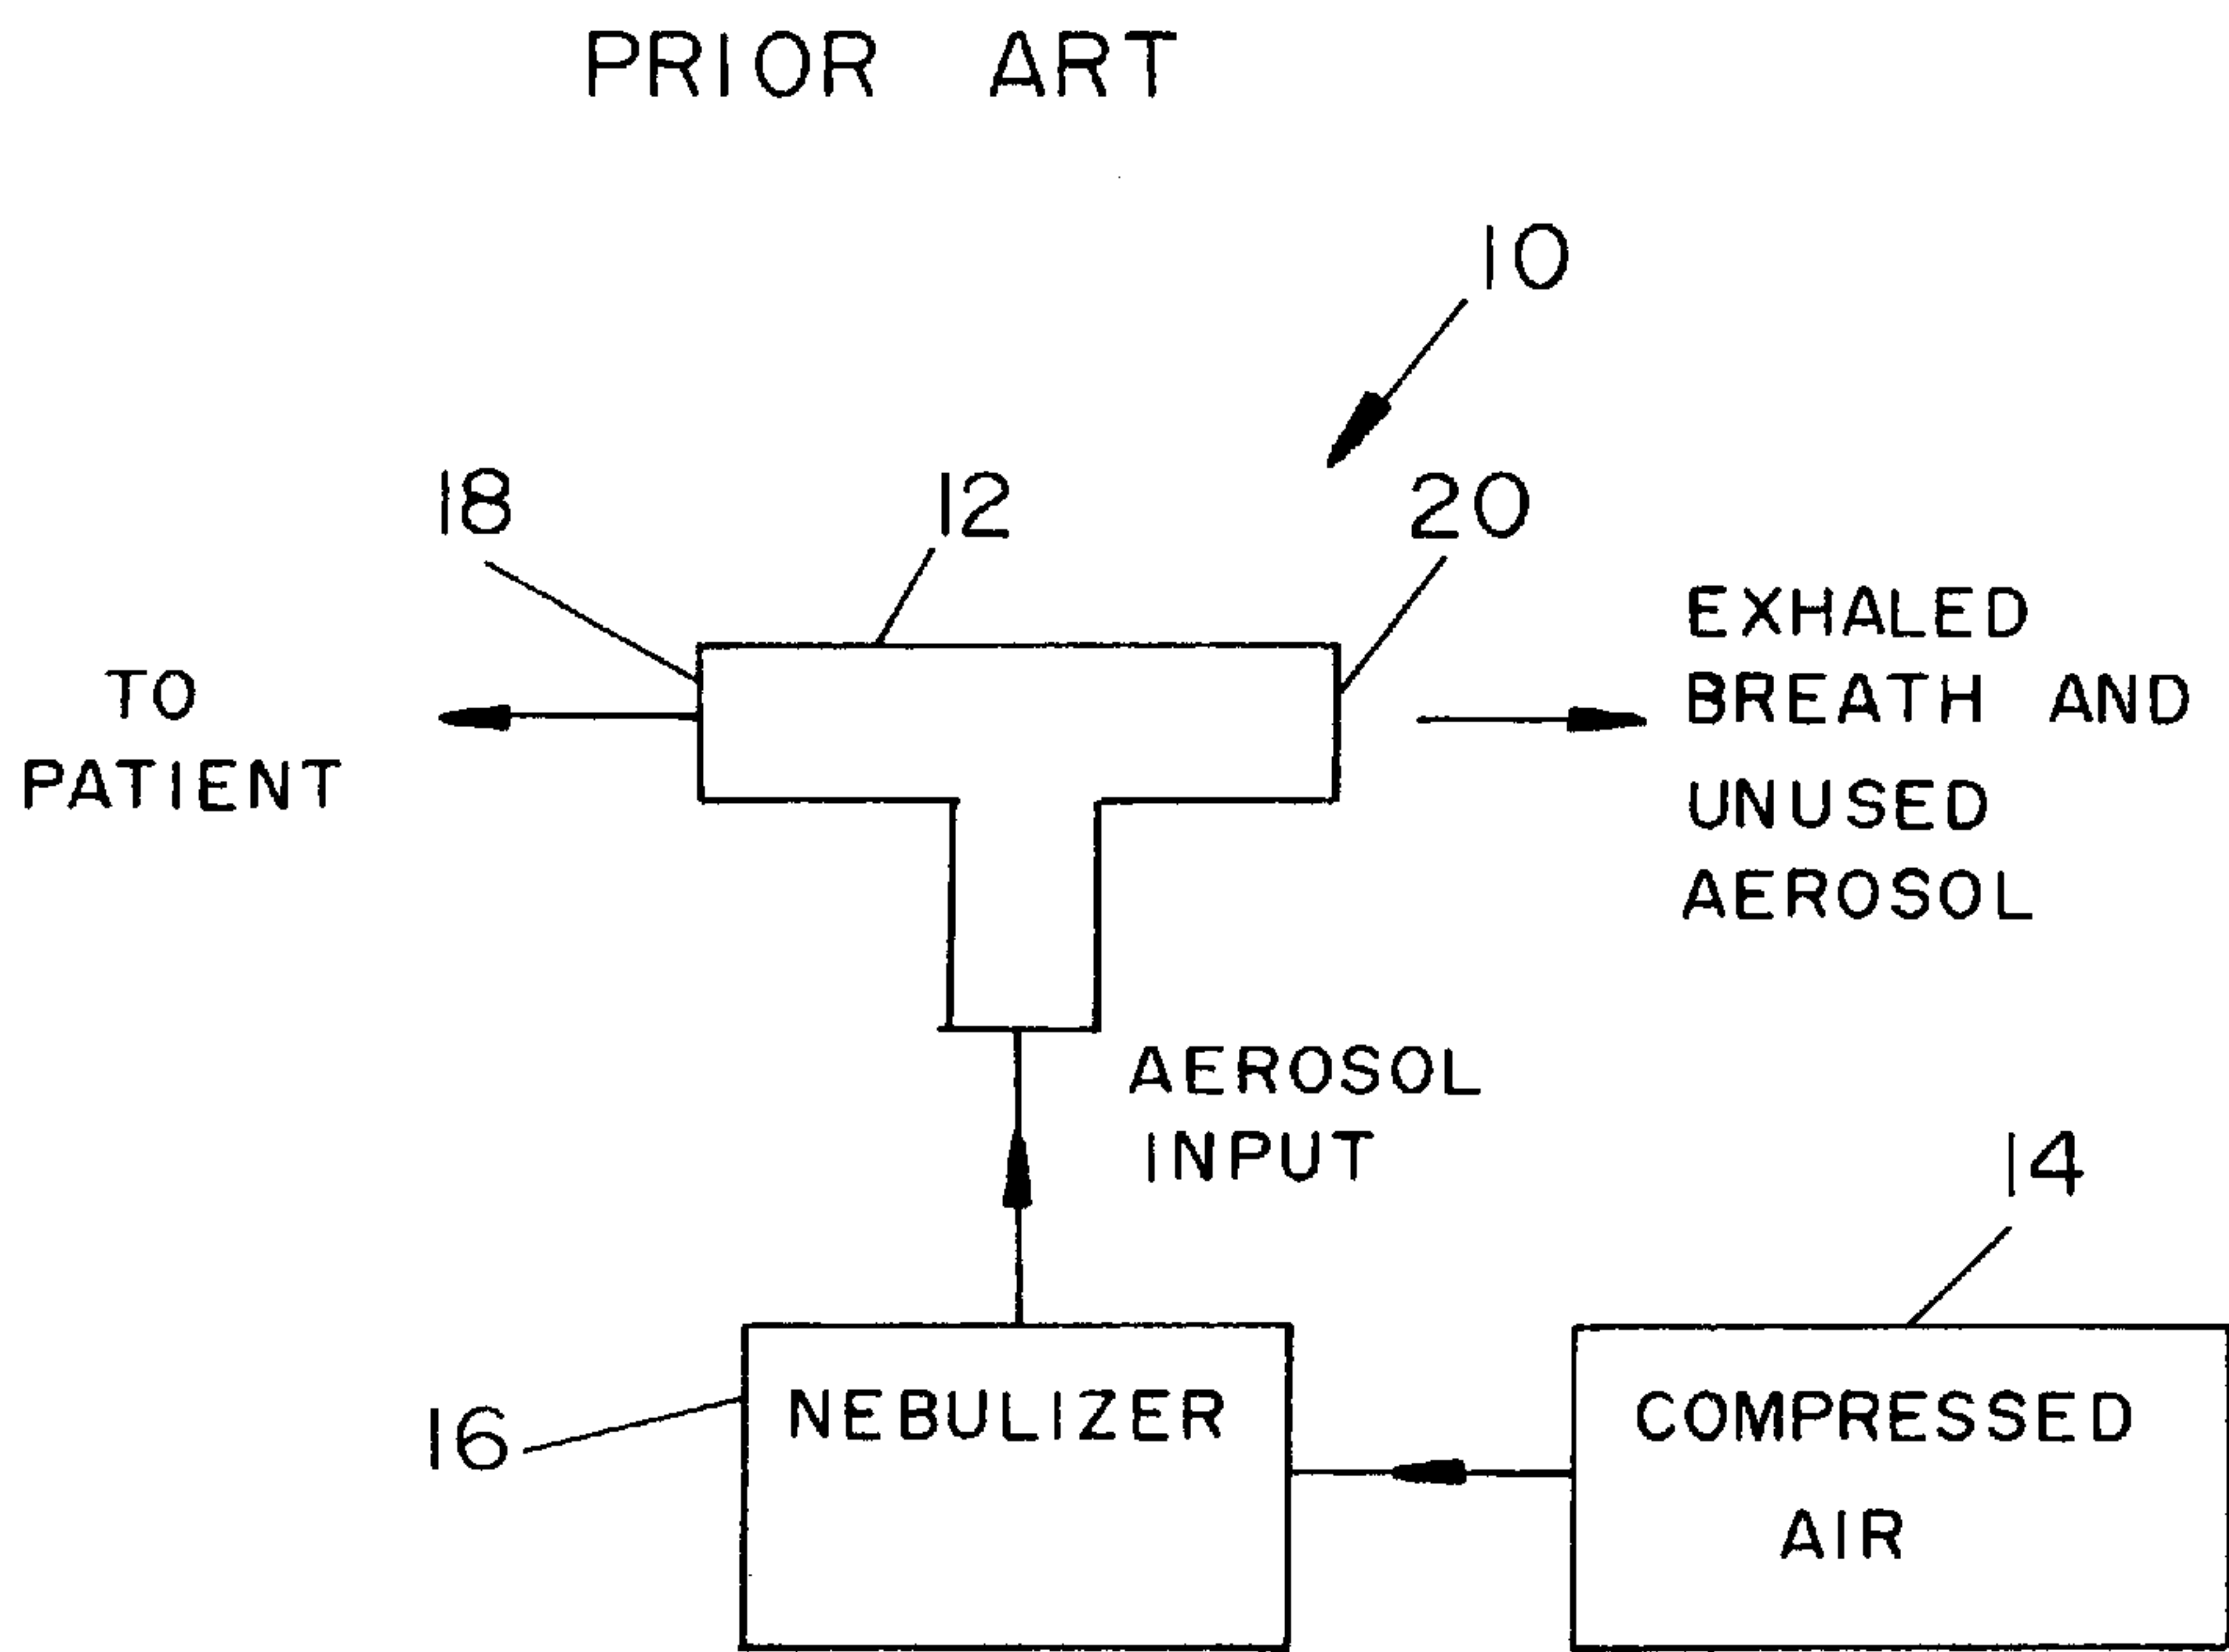 PRIOR ART
10
18
12
20
TO
PATIENT
EXHALED
BREATH AND
UNUSED
AEROSOL
AEROSOL
INPUT
14
16
NEBULIZER
COMPRESSED
AIR